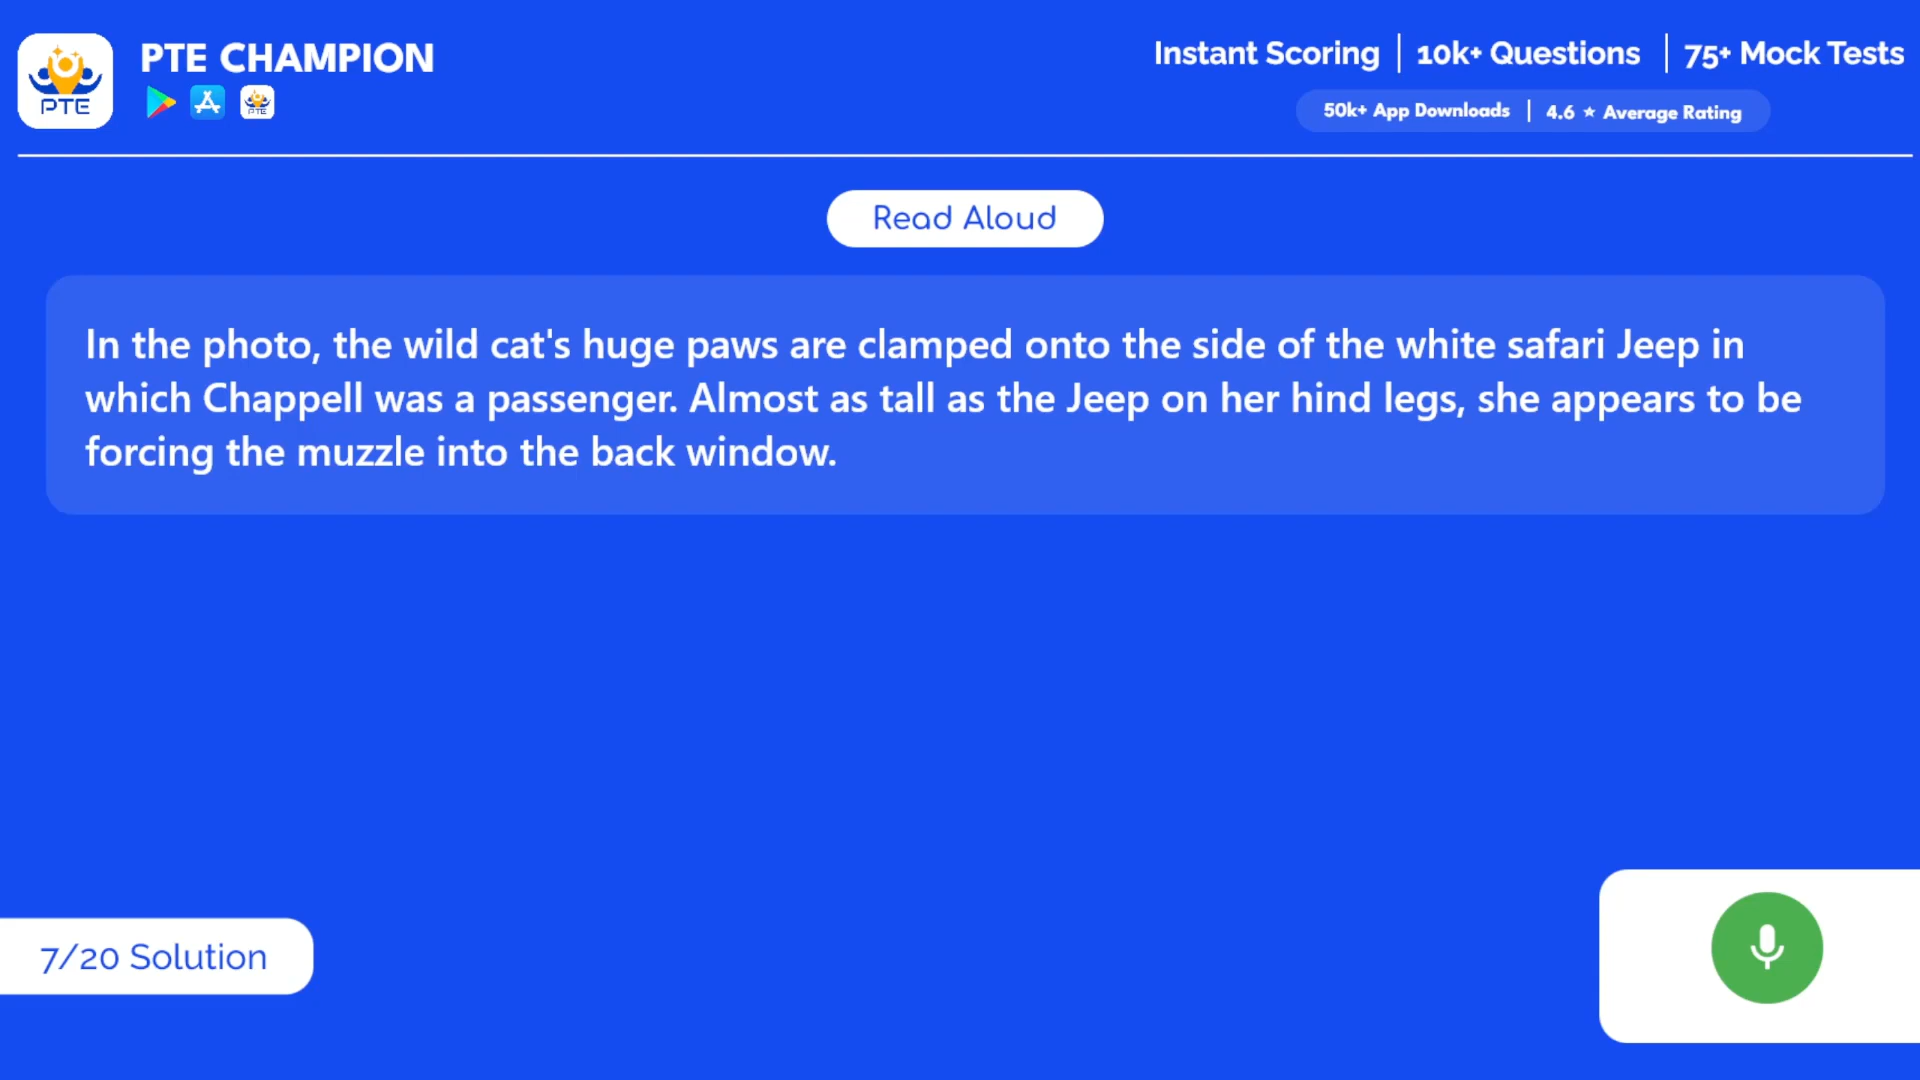 PTE CHAMPION
PTE
PTE
Instant Scoring | 10k+ Questions | 75+ Mock Tests
50k+ App Downloads | 4.6 ★ Average Rating
Read Aloud
In the photo, the wild cat's huge paws are clamped onto the side of the white safari Jeep in
which Chappell was a passenger. Almost as tall as the Jeep on her hind legs, she appears to be
forcing the muzzle into the back window.
7/20 Solution